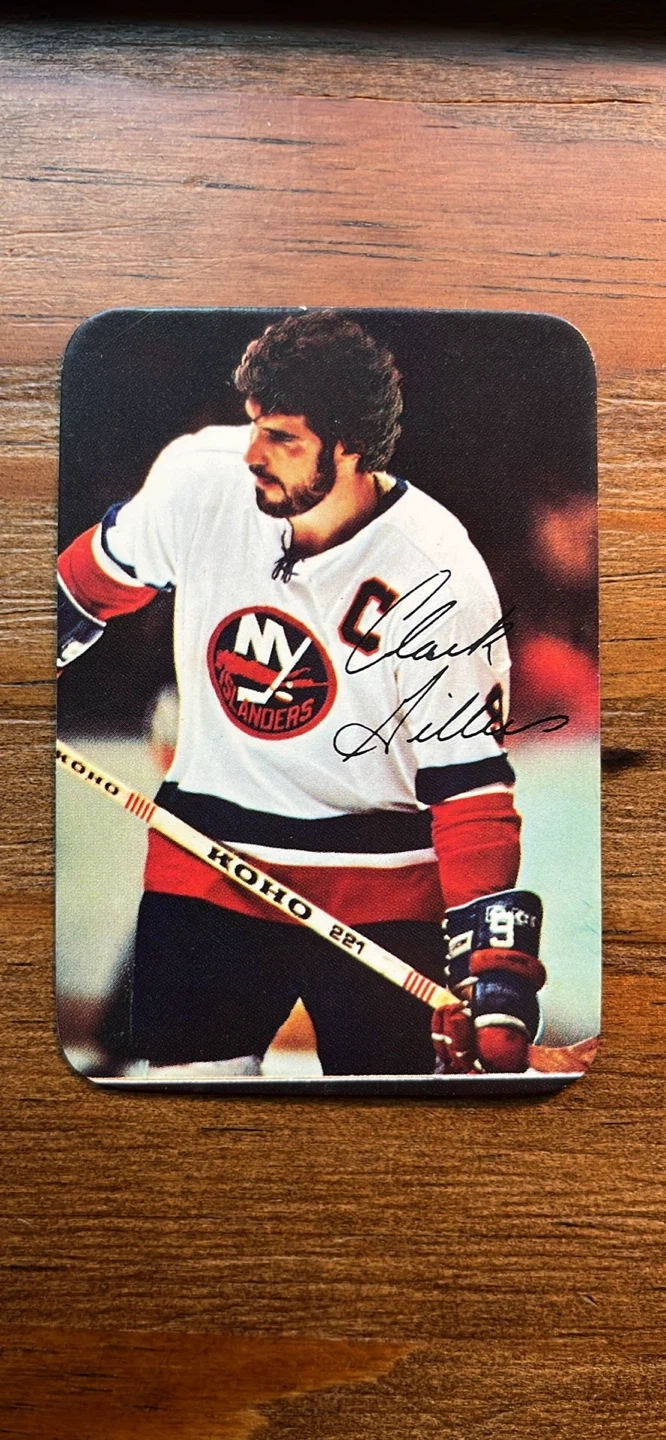 C
Clark
NY
ISLANDERS
Gillies
KOHO
KOHO 221
9